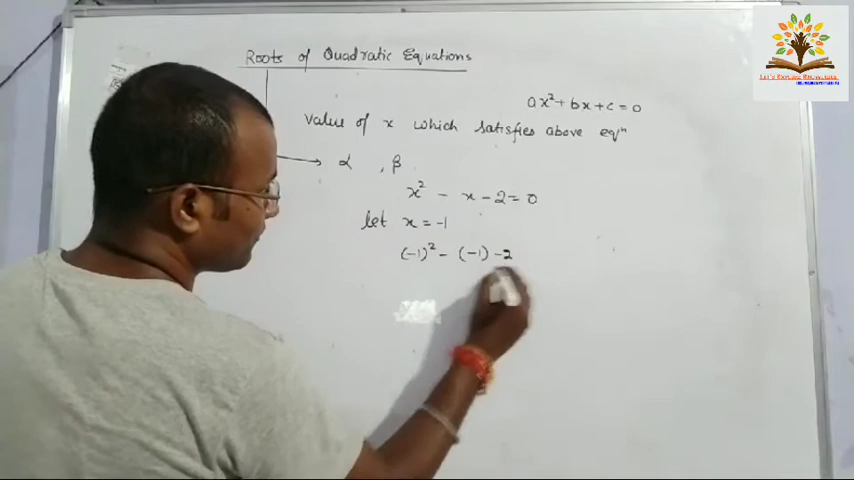 Roots of Quadratic Equations
ax² + bx + c = 0
value of x which satisfies above eqⁿ
α , β
x² - x - 2 = 0
let x = -1
(-1)² - (-1) - 2